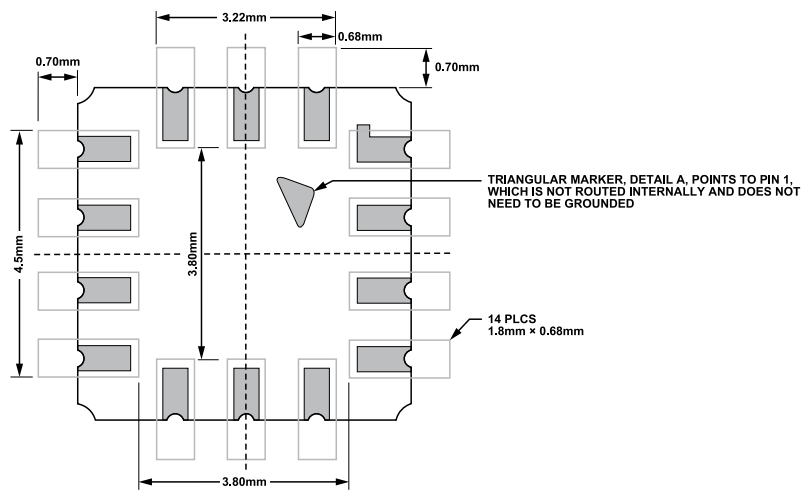 3.22mm
0.68mm
0.70mm
0.70mm
TRIANGULAR MARKER, DETAIL A, POINTS TO PIN 1,
WHICH IS NOT ROUTED INTERNALLY AND DOES NOT
NEED TO BE GROUNDED
4.5mm
3.80mm
14 PLCS
1.8mm × 0.68mm
3.80mm